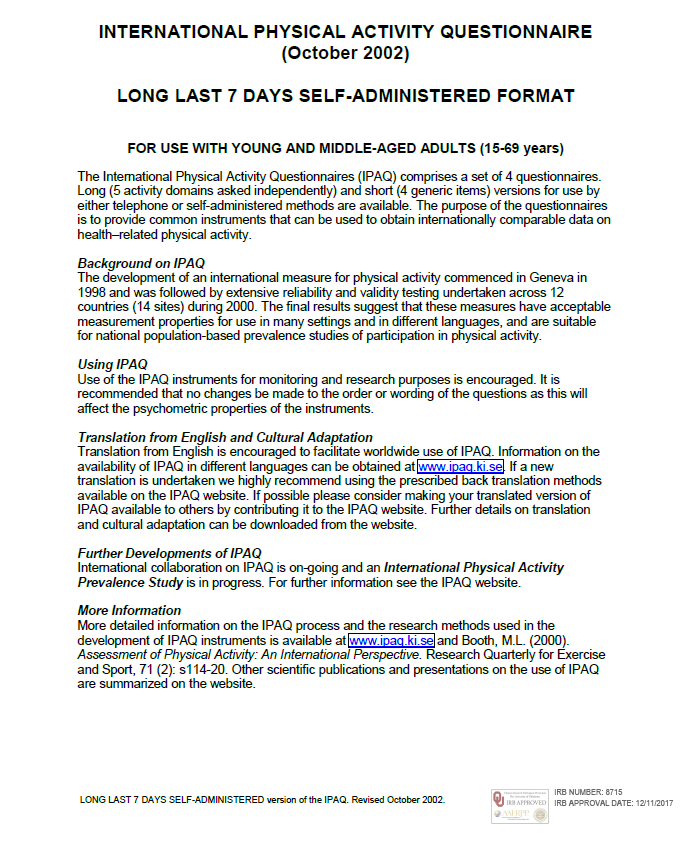 INTERNATIONAL PHYSICAL ACTIVITY QUESTIONNAIRE
(October 2002)
LONG LAST 7 DAYS SELF-ADMINISTERED FORMAT
FOR USE WITH YOUNG AND MIDDLE-AGED ADULTS (15-69 years)
The International Physical Activity Questionnaires (IPAQ) comprises a set of 4 questionnaires.
Long (5 activity domains asked independently) and short (4 generic items) versions for use by
either telephone or self-administered methods are available. The purpose of the questionnaires
is to provide common instruments that can be used to obtain internationally comparable data on
health–related physical activity.
Background on IPAQ
The development of an international measure for physical activity commenced in Geneva in
1998 and was followed by extensive reliability and validity testing undertaken across 12
countries (14 sites) during 2000. The final results suggest that these measures have acceptable
measurement properties for use in many settings and in different languages, and are suitable
for national population-based prevalence studies of participation in physical activity.
Using IPAQ
Use of the IPAQ instruments for monitoring and research purposes is encouraged. It is
recommended that no changes be made to the order or wording of the questions as this will
affect the psychometric properties of the instruments.
Translation from English and Cultural Adaptation
Translation from English is encouraged to facilitate worldwide use of IPAQ. Information on the
availability of IPAQ in different languages can be obtained at www.ipaq.ki.se. If a new
translation is undertaken we highly recommend using the prescribed back translation methods
available on the IPAQ website. If possible please consider making your translated version of
IPAQ available to others by contributing it to the IPAQ website. Further details on translation
and cultural adaptation can be downloaded from the website.
Further Developments of IPAQ
International collaboration on IPAQ is on-going and an International Physical Activity
Prevalence Study is in progress. For further information see the IPAQ website.
More Information
More detailed information on the IPAQ process and the research methods used in the
development of IPAQ instruments is available at www.ipaq.ki.se and Booth, M.L. (2000).
Assessment of Physical Activity: An International Perspective. Research Quarterly for Exercise
and Sport, 71 (2): s114-20. Other scientific publications and presentations on the use of IPAQ
are summarized on the website.
LONG LAST 7 DAYS SELF-ADMINISTERED version of the IPAQ. Revised October 2002.
IRB APPROVED
AAHRPP
IRB NUMBER: 8715
IRB APPROVAL DATE: 12/11/2017